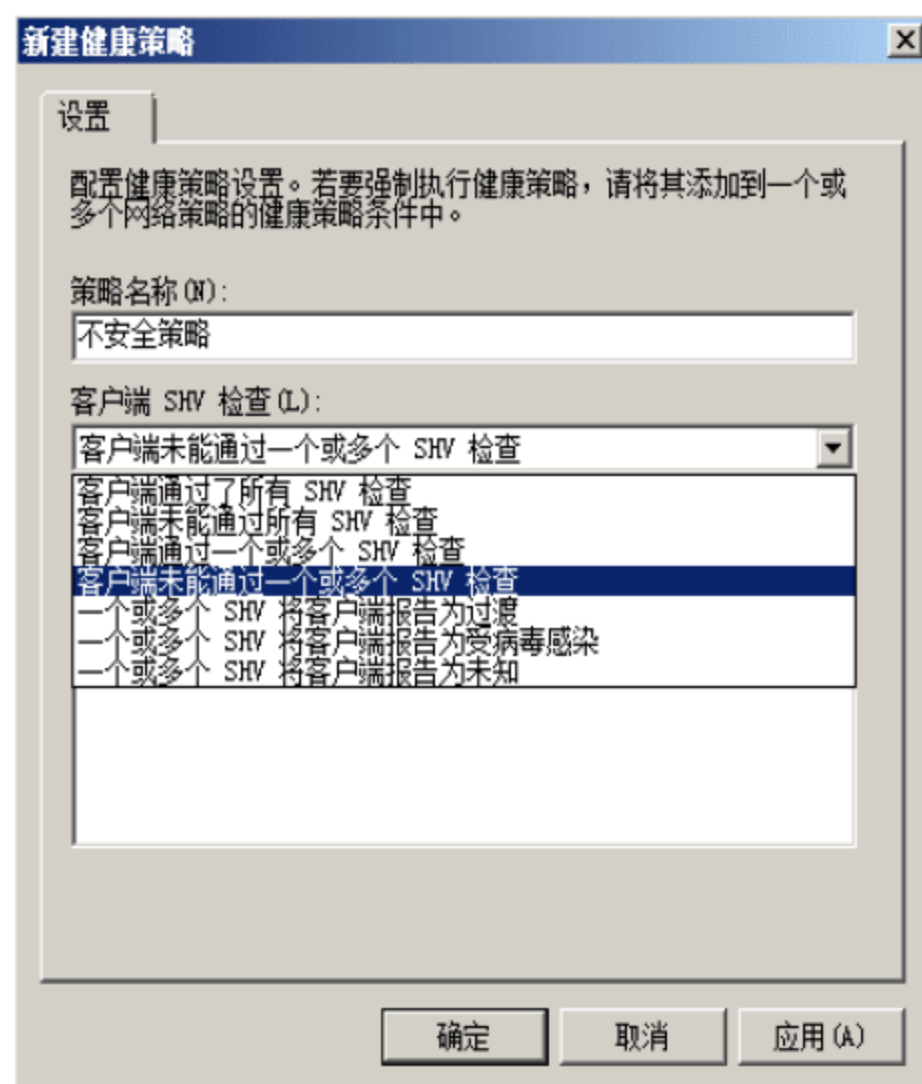 新建健康策略
设置
配置健康策略设置。若要强制执行健康策略，请将其添加到一个或
多个网络策略的健康策略条件中。
策略名称(N):
不安全策略
客户端 SHV 检查(L):
客户端未能通过一个或多个 SHV 检查
客户端通过了所有 SHV 检查
客户端未能通过所有 SHV 检查
客户端通过一个或多个 SHV 检查
客户端未能通过一个或多个 SHV 检查
一个或多个 SHV 将客户端报告为过渡
一个或多个 SHV 将客户端报告为受病毒感染
一个或多个 SHV 将客户端报告为未知
确定 取消 应用(A)